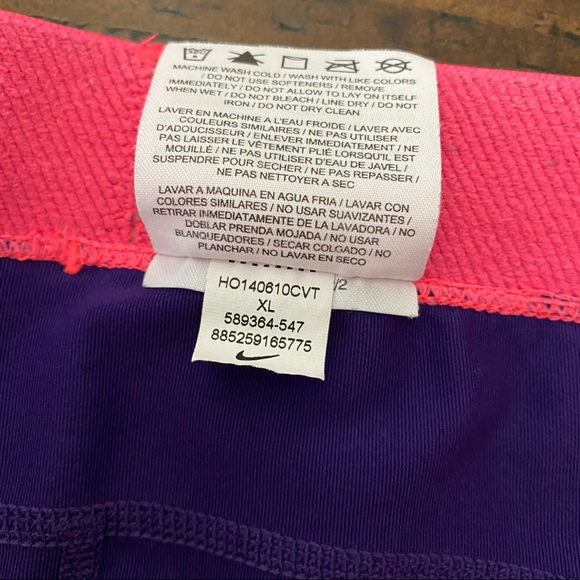 MACHINE WASH COLD / WASH WITH LIKE COLORS
/ DO NOT USE SOFTENERS / REMOVE
IMMEDIATELY / DO NOT ALLOW TO LAY ON ITSELF
WHEN WET / DO NOT BLEACH / LINE DRY / DO NOT
IRON / DO NOT DRY CLEAN
LAVER EN MACHINE A L'EAU FROIDE / LAVER AVEC
COULEURS SIMILAIRES / NE PAS UTILISER
D'ADOUCISSEUR / ENLEVER IMMEDIATEMENT / NE
PAS LAISSER LE VÊTEMENT PLIÉ LORSQU'IL EST
MOUILLÉ / NE PAS UTILISER D'EAU DE JAVEL /
SUSPENDRE POUR SECHER / NE PAS REPASSER /
NE PAS NETTOYER A SEC
LAVAR A MAQUINA EN AGUA FRIA / LAVAR CON
COLORES SIMILARES / NO USAR SUAVIZANTES /
RETIRAR INMEDIATAMENTE DE LA LAVADORA / NO
DOBLAR PRENDA MOJADA / NO USAR
BLANQUEADORES / SECAR COLGADO / NO
PLANCHAR / NO LAVAR EN SECO
/2
HO140610CVT
XL
589364-547
885259165775